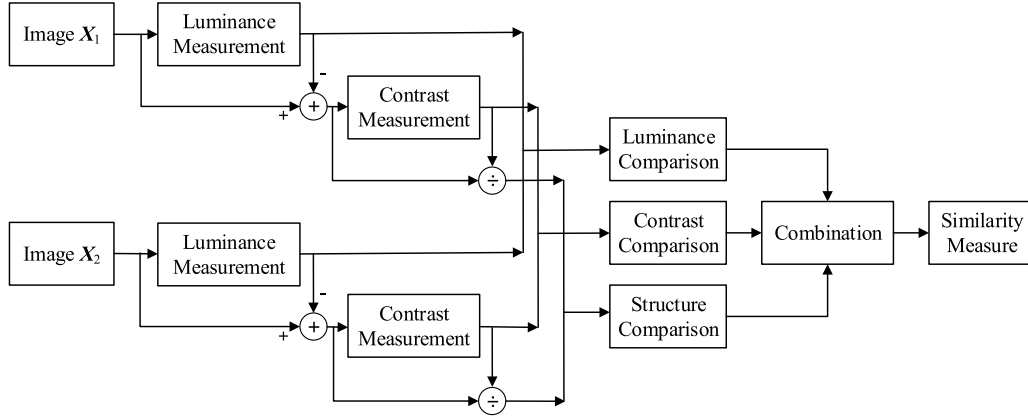 Image X1
Luminance
Measurement
-
+
+
Contrast
Measurement
÷
Luminance
Comparison
Image X2
Luminance
Measurement
Contrast
Comparison
Combination
Similarity
Measure
-
+
+
Contrast
Measurement
Structure
Comparison
÷